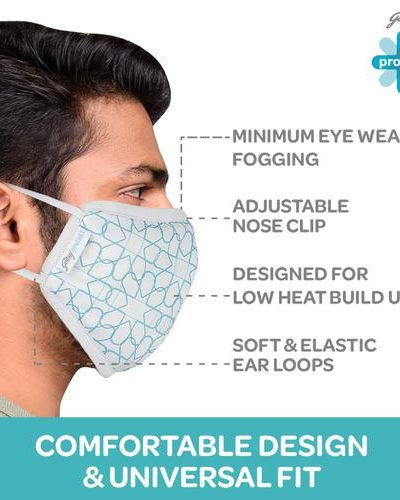 pro
MINIMUM EYE WEA
FOGGING
ADJUSTABLE
NOSE CLIP
DESIGNED FOR
LOW HEAT BUILD U
SOFT & ELASTIC
EAR LOOPS
COMFORTABLE DESIGN
& UNIVERSAL FIT